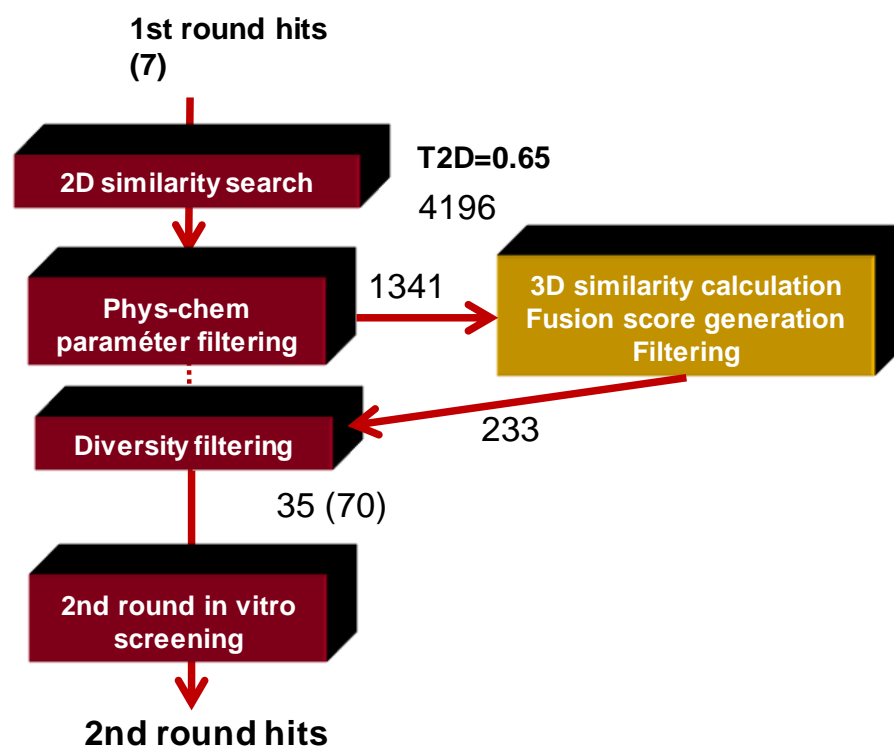 1st round hits
(7)
2D similarity search
T2D=0.65
4196
Phys-chem
paraméter filtering
1341
3D similarity calculation
Fusion score generation
Filtering
Diversity filtering
233
35 (70)
2nd round in vitro
screening
2nd round hits